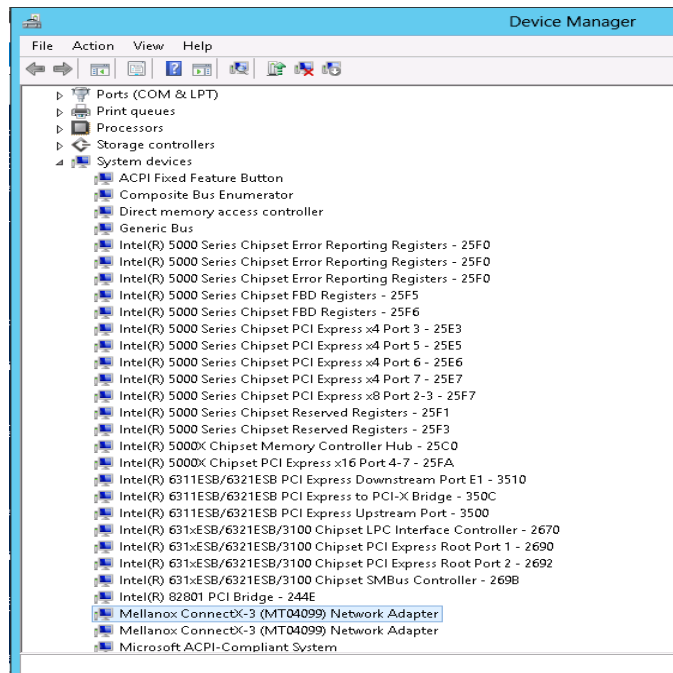 Device Manager
File Action View Help
Ports (COM & LPT)
Print queues
Processors
Storage controllers
System devices
ACPI Fixed Feature Button
Composite Bus Enumerator
Direct memory access controller
Generic Bus
Intel(R) 5000 Series Chipset Error Reporting Registers - 25F0
Intel(R) 5000 Series Chipset Error Reporting Registers - 25F0
Intel(R) 5000 Series Chipset Error Reporting Registers - 25F0
Intel(R) 5000 Series Chipset FBD Registers - 25F5
Intel(R) 5000 Series Chipset FBD Registers - 25F6
Intel(R) 5000 Series Chipset PCI Express x4 Port 3 - 25E3
Intel(R) 5000 Series Chipset PCI Express x4 Port 5 - 25E5
Intel(R) 5000 Series Chipset PCI Express x4 Port 6 - 25E6
Intel(R) 5000 Series Chipset PCI Express x4 Port 7 - 25E7
Intel(R) 5000 Series Chipset PCI Express x8 Port 2-3 - 25F7
Intel(R) 5000 Series Chipset Reserved Registers - 25F1
Intel(R) 5000 Series Chipset Reserved Registers - 25F3
Intel(R) 5000X Chipset Memory Controller Hub - 25C0
Intel(R) 5000X Chipset PCI Express x16 Port 4-7 - 25FA
Intel(R) 6311ESB/6321ESB PCI Express Downstream Port E1 - 3510
Intel(R) 6311ESB/6321ESB PCI Express to PCI-X Bridge - 350C
Intel(R) 6311ESB/6321ESB PCI Express Upstream Port - 3500
Intel(R) 631xESB/6321ESB/3100 Chipset LPC Interface Controller - 2670
Intel(R) 631xESB/6321ESB/3100 Chipset PCI Express Root Port 1 - 2690
Intel(R) 631xESB/6321ESB/3100 Chipset PCI Express Root Port 2 - 2692
Intel(R) 631xESB/6321ESB/3100 Chipset SMBus Controller - 269B
Intel(R) 82801 PCI Bridge - 244E
Mellanox ConnectX-3 (MT04099) Network Adapter
Mellanox ConnectX-3 (MT04099) Network Adapter
Microsoft ACPI-Compliant System